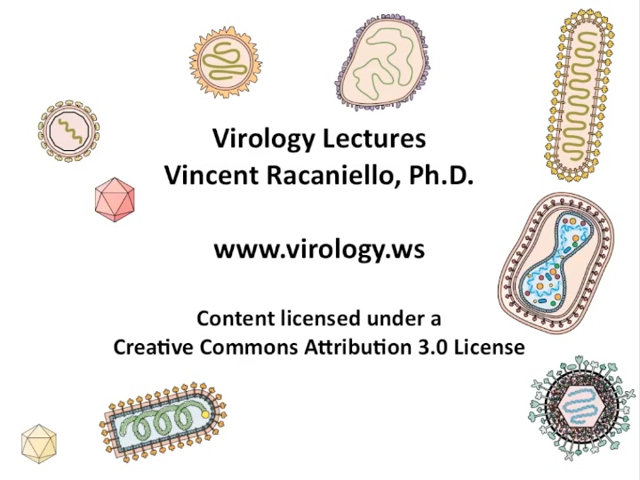 Virology Lectures
Vincent Racaniello, Ph.D.
www.virology.ws
Content licensed under a
Creative Commons Attribution 3.0 License